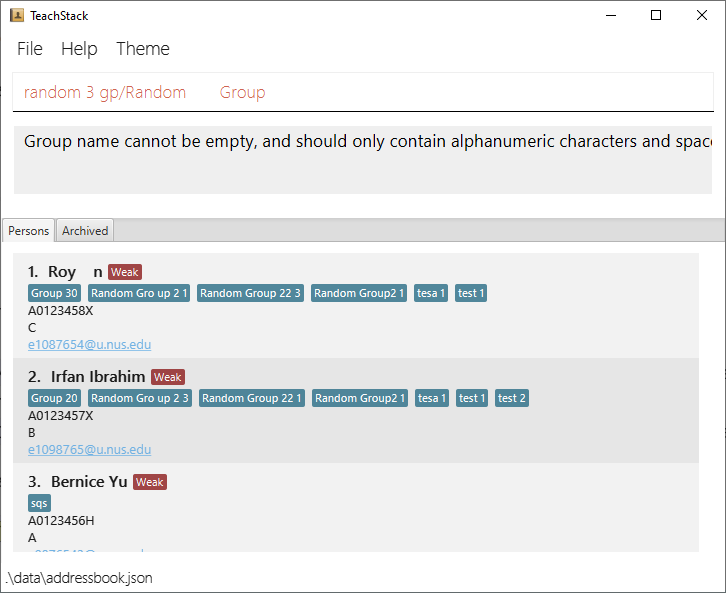 TeachStack
File Help Theme
random 3 gp/Random Group
Group name cannot be empty, and should only contain alphanumeric characters and spac
Persons Archived
1. Roy n Weak
Group 30 Random Gro up 2 1 Random Group 22 3 Random Group2 1 tesa 1 test 1
A0123458X
C
e1087654@u.nus.edu
2. Irfan Ibrahim Weak
Group 20 Random Gro up 2 3 Random Group 22 1 Random Group2 1 tesa 1 test 1 test 2
A0123457X
B
e1098765@u.nus.edu
3. Bernice Yu Weak
sqs
A0123456H
A
.\data\addressbook.json